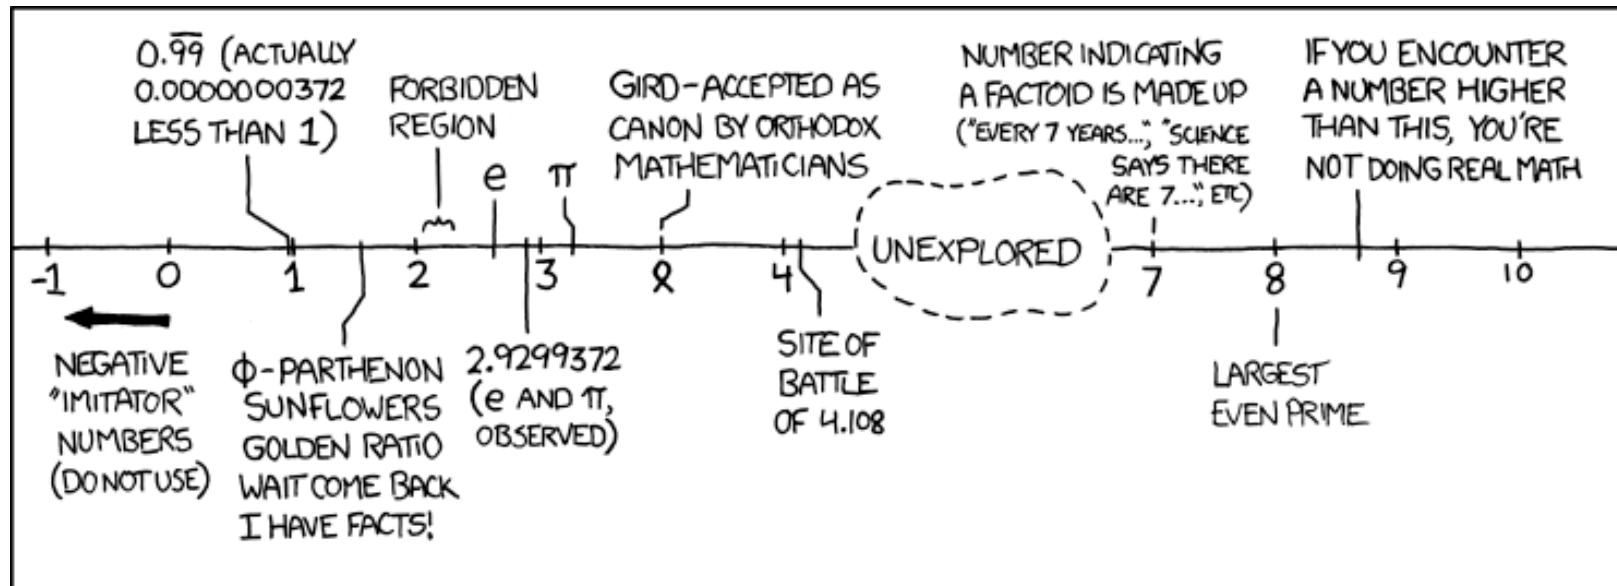 0.99 (ACTUALLY
0.0000000372
LESS THAN 1)
FORBIDDEN
REGION
e
π
GIRD-ACCEPTED AS
CANON BY ORTHODOX
MATHEMATICIANS
NUMBER INDICATING
A FACTOID IS MADE UP
("EVERY 7 YEARS...", "SCIENCE
SAYS THERE
ARE 7...", ETC)
IF YOU ENCOUNTER
A NUMBER HIGHER
THAN THIS, YOU'RE
NOT DOING REAL MATH
UNEXPLORED
-1 0 1 2 3 4 7 8 9 10
NEGATIVE
"IMITATOR"
NUMBERS
(DO NOT USE)
ϕ-PARTHENON
SUNFLOWERS
GOLDEN RATIO
WAIT COME BACK
I HAVE FACTS!
2.9299372
(e AND π,
OBSERVED)
SITE OF
BATTLE
OF 4.108
LARGEST
EVEN PRIME